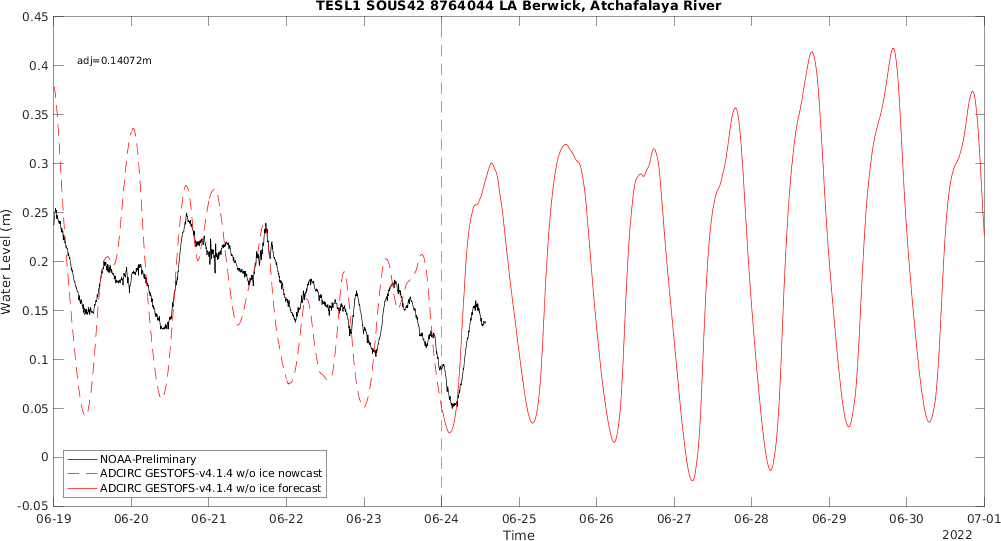 TESL1 SOUS42 8764044 LA Berwick, Atchafalaya River
adj=0.14072m
Water Level (m)
0.45
0.4
0.35
0.3
0.25
0.2
0.15
0.1
0.05
0
-0.05
NOAA-Preliminary
ADCIRC GESTOFS-v4.1.4 w/o ice nowcast
ADCIRC GESTOFS-v4.1.4 w/o ice forecast
06-19 06-20 06-21 06-22 06-23 06-24 06-25 06-26 06-27 06-28 06-29 06-30 07-01
Time
2022